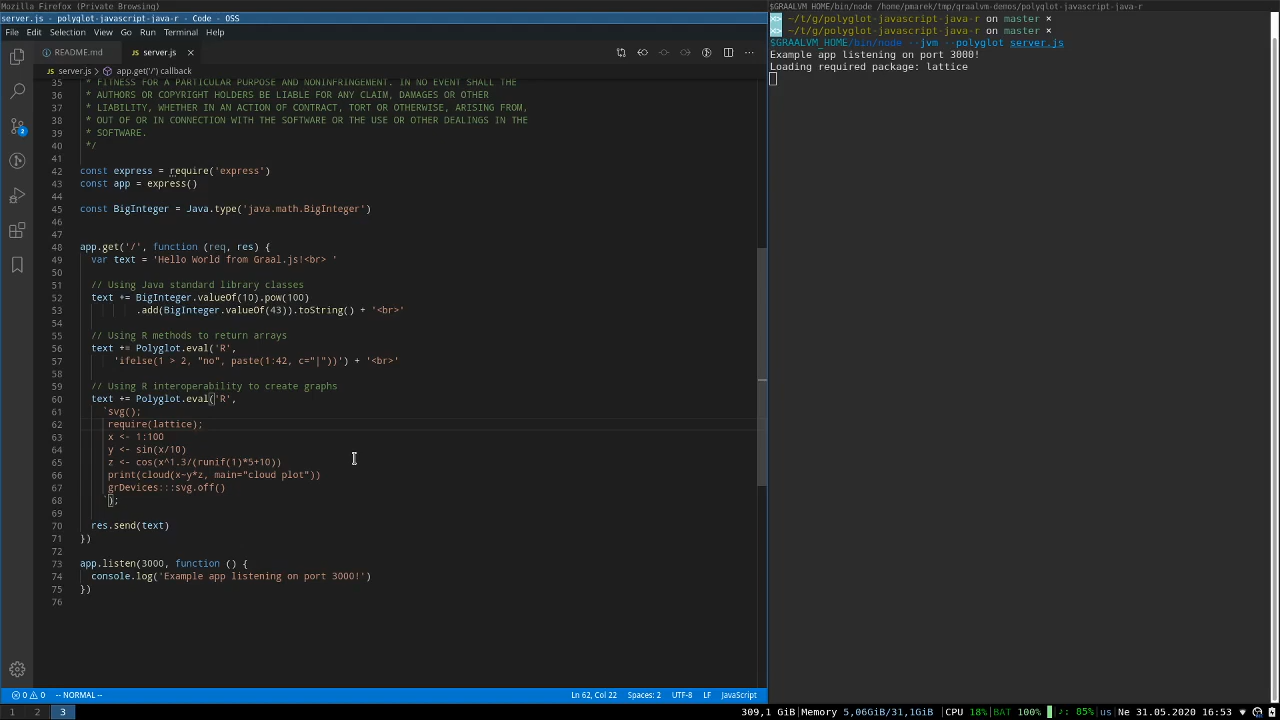 Mozilla Firefox (Private Browsing)
server.js - polyglot-javascript-java-r - Code - OSS
File Edit Selection View Go Run Terminal Help
README.md
server.js
server.js > app.get('/') callback
35 * FITNESS FOR A PARTICULAR PURPOSE AND NONINFRINGEMENT. IN NO EVENT SHALL THE
36 * AUTHORS OR COPYRIGHT HOLDERS BE LIABLE FOR ANY CLAIM, DAMAGES OR OTHER
37 * LIABILITY, WHETHER IN AN ACTION OF CONTRACT, TORT OR OTHERWISE, ARISING FROM,
38 * OUT OF OR IN CONNECTION WITH THE SOFTWARE OR THE USE OR OTHER DEALINGS IN THE
39 * SOFTWARE.
40 */
41
42 const express = require('express')
43 const app = express()
44
45 const BigInteger = Java.type('java.math.BigInteger')
46
47
48 app.get('/', function (req, res) {
49 var text = 'Hello World from Graal.js!<br> '
50
51 // Using Java standard library classes
52 text += BigInteger.valueOf(10).pow(100)
53 .add(BigInteger.valueOf(43)).toString() + '<br>'
54
55 // Using R methods to return arrays
56 text += Polyglot.eval('R',
57 'ifelse(1 > 2, "no", paste(1:42, c="|"))') + '<br>'
58
59 // Using R interoperability to create graphs
60 text += Polyglot.eval('R',
61 `svg();
62 require(lattice);
63 x <- 1:100
64 y <- sin(x/10)
65 z <- cos(x^1.3/(runif(1)*5+10))
66 print(cloud(x~y*z, main="cloud plot"))
67 grDevices:::svg.off()
68 `);
69
70 res.send(text)
71 })
72
73 app.listen(3000, function () {
74 console.log('Example app listening on port 3000!')
75 })
76
2
0 0 -- NORMAL --
Ln 62, Col 22 Spaces: 2 UTF-8 LF JavaScript
$GRAALVM_HOME/bin/node /home/pmarek/tmp/graalvm-demos/polyglot-javascript-java-r
~/t/g/polyglot-javascript-java-r on master ×
~/t/g/polyglot-javascript-java-r on master ×
$GRAALVM_HOME/bin/node --jvm --polyglot server.js
Example app listening on port 3000!
Loading required package: lattice
1 2 3
309,1 GiB|Memory 5,06GiB/31,1GiB|CPU 18%|BAT 100% |♪: 85%|us|Ne 31.05.2020 16:53